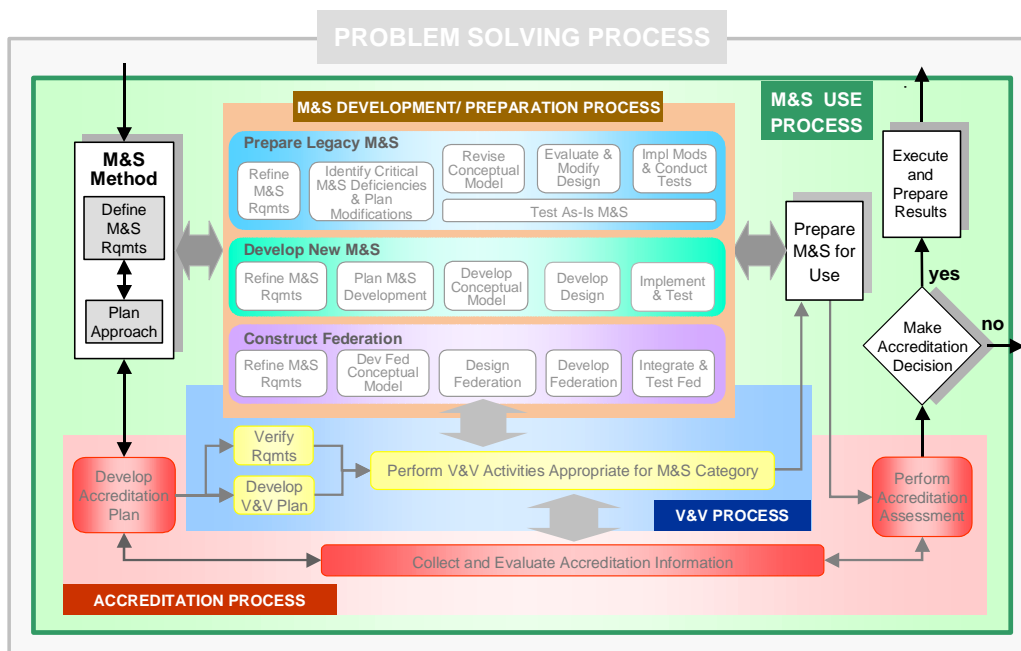 PROBLEM SOLVING PROCESS
M&S USE
PROCESS
M&S DEVELOPMENT/ PREPARATION PROCESS
M&S
Method
Define
M&S
Rqmts
Plan
Approach
Prepare Legacy M&S
Refine
M&S
Rqmts
Identify Critical
M&S Deficiencies
& Plan
Modifications
Revise
Conceptual
Model
Evaluate &
Modify
Design
Impl Mods
& Conduct
Tests
Test As-Is M&S
Develop New M&S
Refine M&S
Rqmts
Plan M&S
Development
Develop
Conceptual
Model
Develop
Design
Implement
& Test
Construct Federation
Refine M&S
Rqmts
Dev Fed
Conceptual
Model
Design
Federation
Develop
Federation
Integrate &
Test Fed
Prepare
M&S for
Use
Execute
and
Prepare
Results
yes
no
Make
Accreditation
Decision
Verify
Rqmts
Develop
V&V Plan
Perform V&V Activities Appropriate for M&S Category
V&V PROCESS
Develop
Accreditation
Plan
Perform
Accreditation
Assessment
Collect and Evaluate Accreditation Information
ACCREDITATION PROCESS